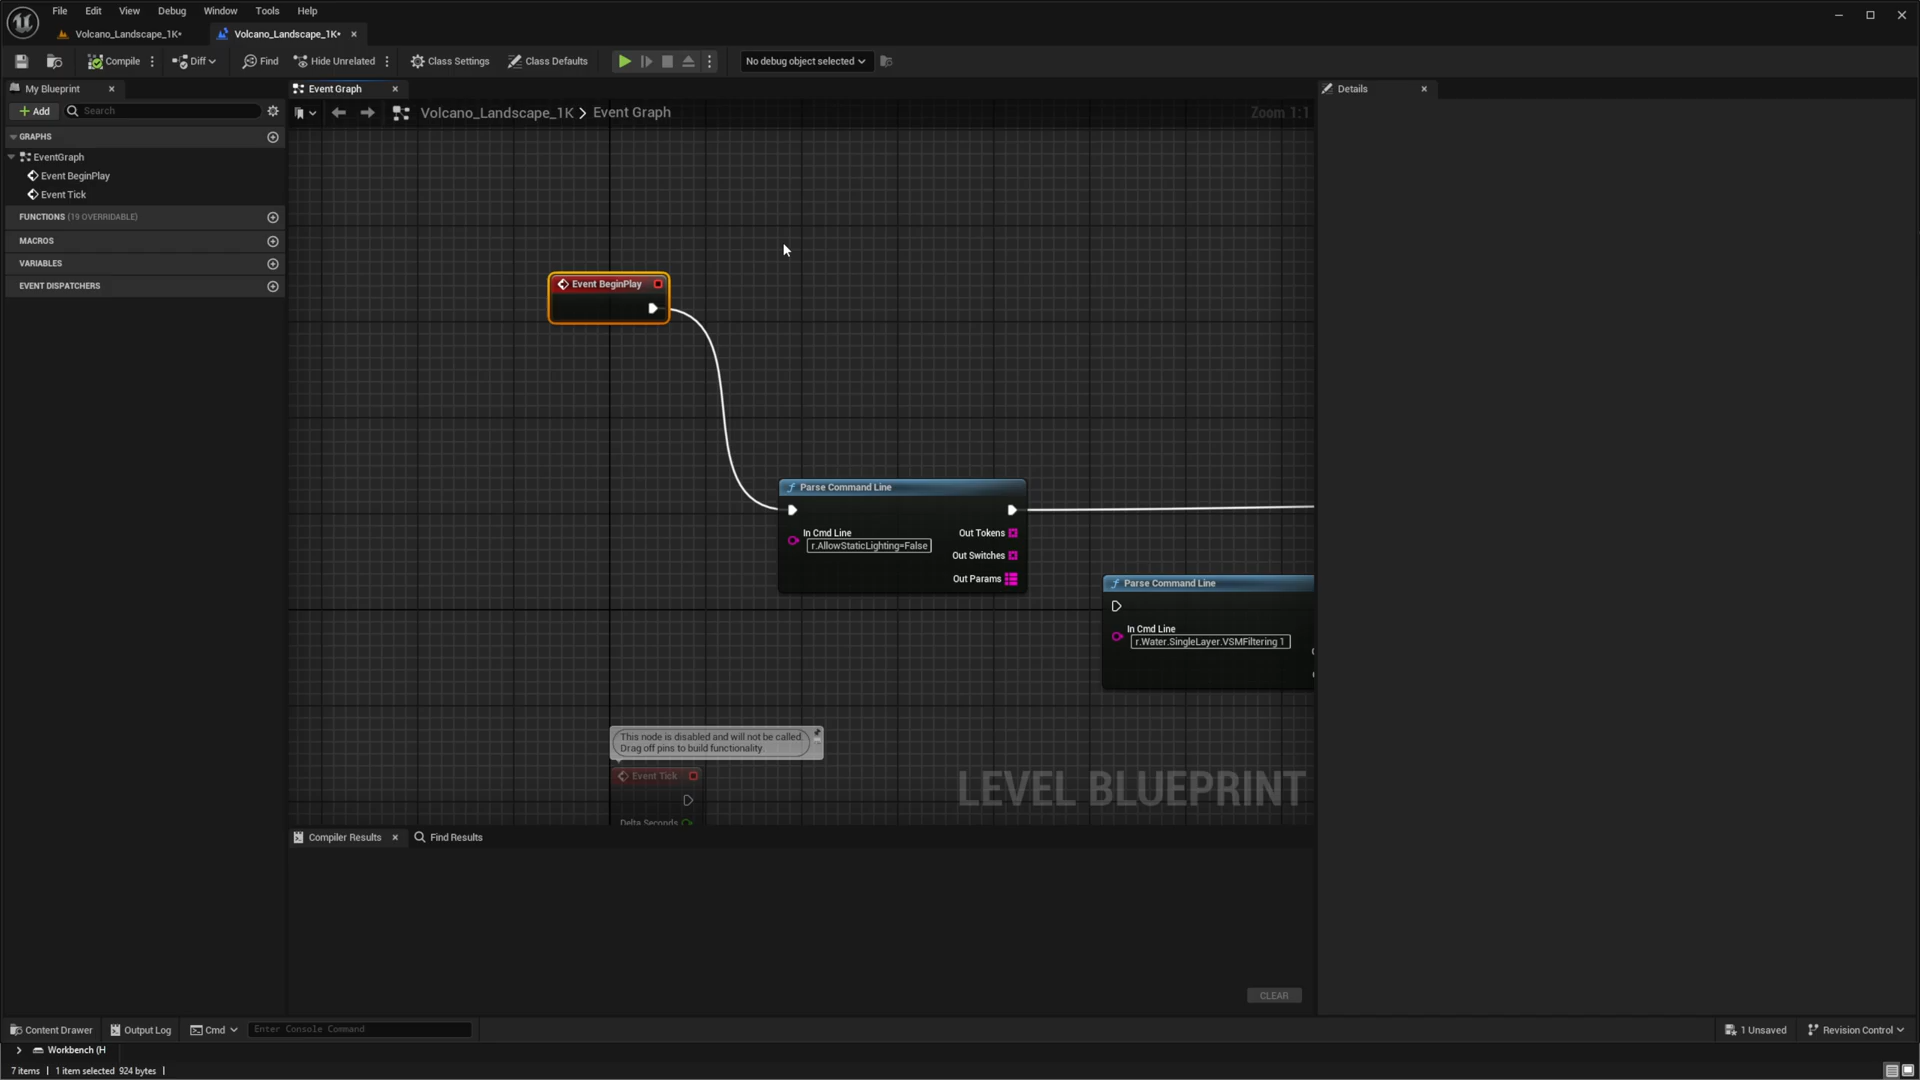 File Edit View Debug Window Tools Help
Volcano_Landscape_1K•
Volcano_Landscape_1K•
Compile
Diff
Find
Hide Unrelated
Class Settings
Class Defaults
No debug object selected
My Blueprint
Event Graph
Details
Add
Search
Volcano_Landscape_1K > Event Graph
Zoom 1:1
GRAPHS
EventGraph
Event BeginPlay
Event Tick
FUNCTIONS (19 OVERRIDABLE)
MACROS
VARIABLES
EVENT DISPATCHERS
Event BeginPlay
Parse Command Line
In Cmd Line
r.AllowStaticLighting=False
Out Tokens
Out Switches
Out Params
Parse Command Line
In Cmd Line
r.Water.SingleLayer.VSMFiltering 1
This node is disabled and will not be called.
Drag off pins to build functionality.
Event Tick
Delta Seconds
LEVEL BLUEPRINT
Compiler Results
Find Results
CLEAR
Content Drawer
Output Log
Cmd
Enter Console Command
1 Unsaved
Revision Control
Workbench (H
7 items
1 item selected 924 bytes